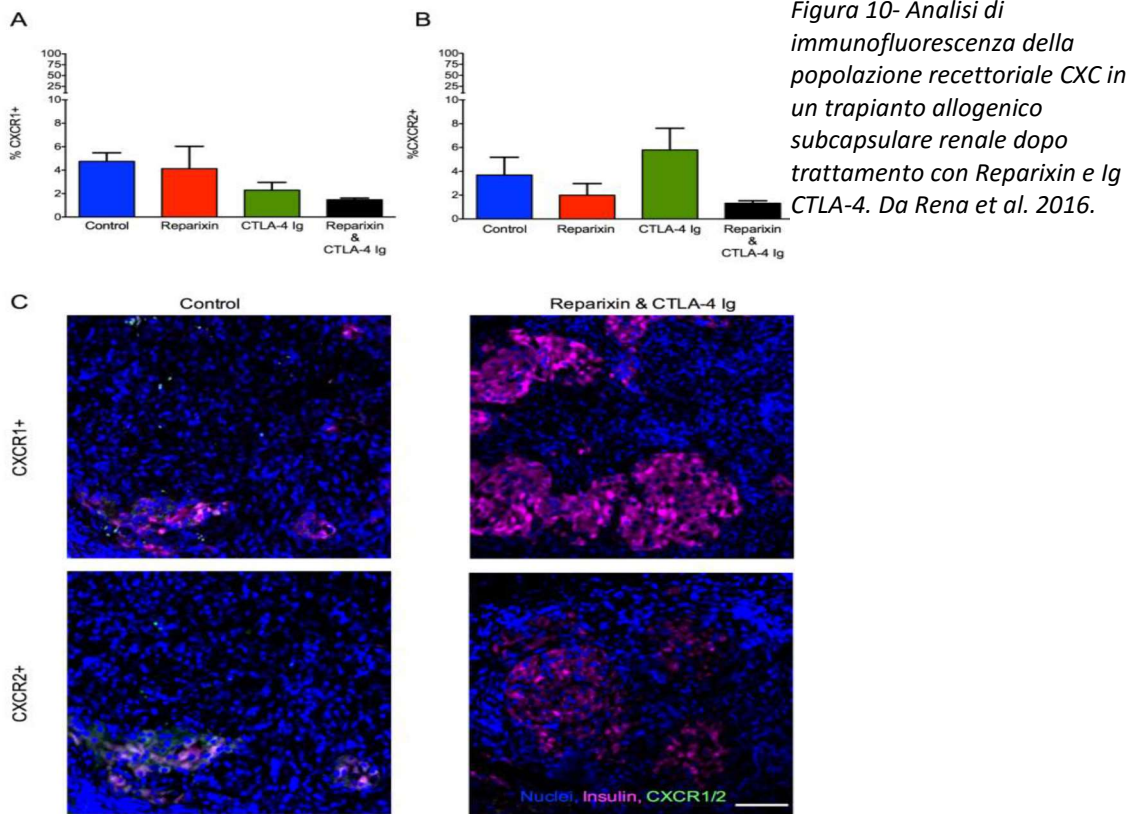 A
100
75
50
25
10
8
6
4
2
0
% CXCR1+
Control
Reparixin
CTLA-4 Ig
Reparixin
&
CTLA-4 Ig
B
100
75
50
25
10
8
6
4
2
0
%CXCR2+
Control
Reparixin
CTLA-4 Ig
Reparixin
&
CTLA-4 Ig
Figura 10- Analisi di
immunofluorescenza della
popolazione recettoriale CXC in
un trapianto allogenico
subcapsulare renale dopo
trattamento con Reparixin e Ig
CTLA-4. Da Rena et al. 2016.
C
Control
Reparixin & CTLA-4 Ig
CXCR1+
CXCR2+
Nuclei, Insulin, CXCR1/2